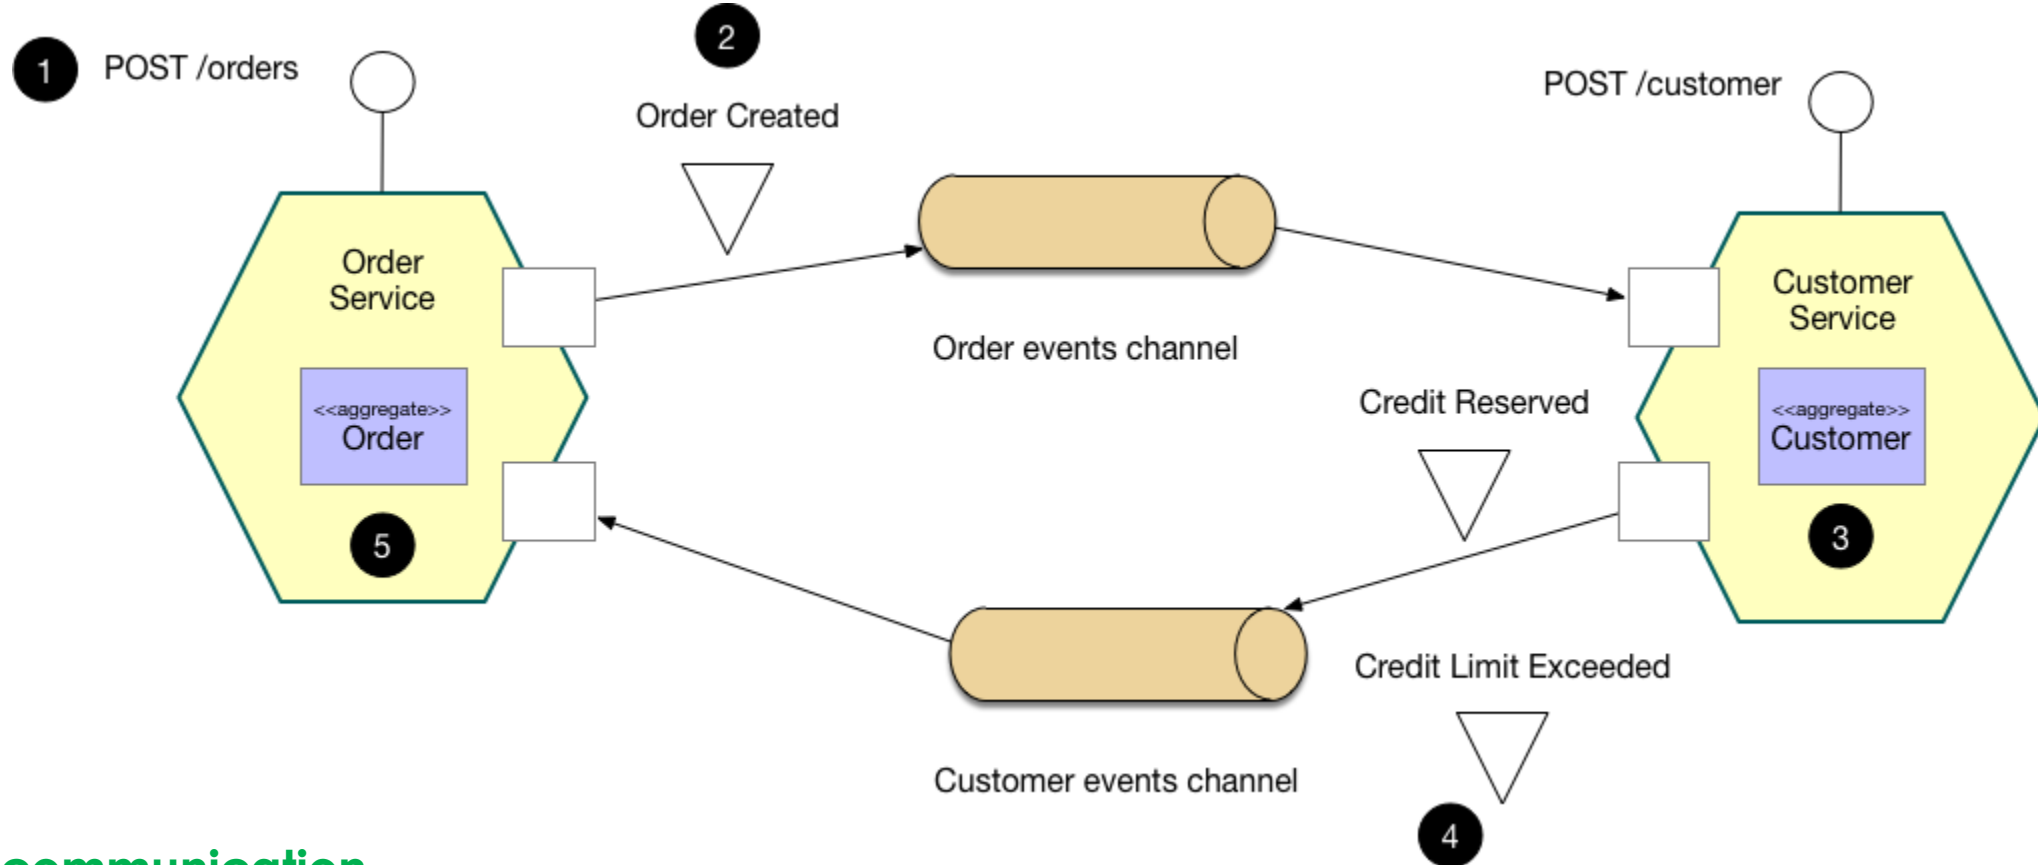 1
POST /orders
2
Order Created
POST /customer
Order
Service
Customer
Service
Order events channel
<<aggregate>>
Order
Credit Reserved
<<aggregate>>
Customer
5
3
Credit Limit Exceeded
Customer events channel
4
communication